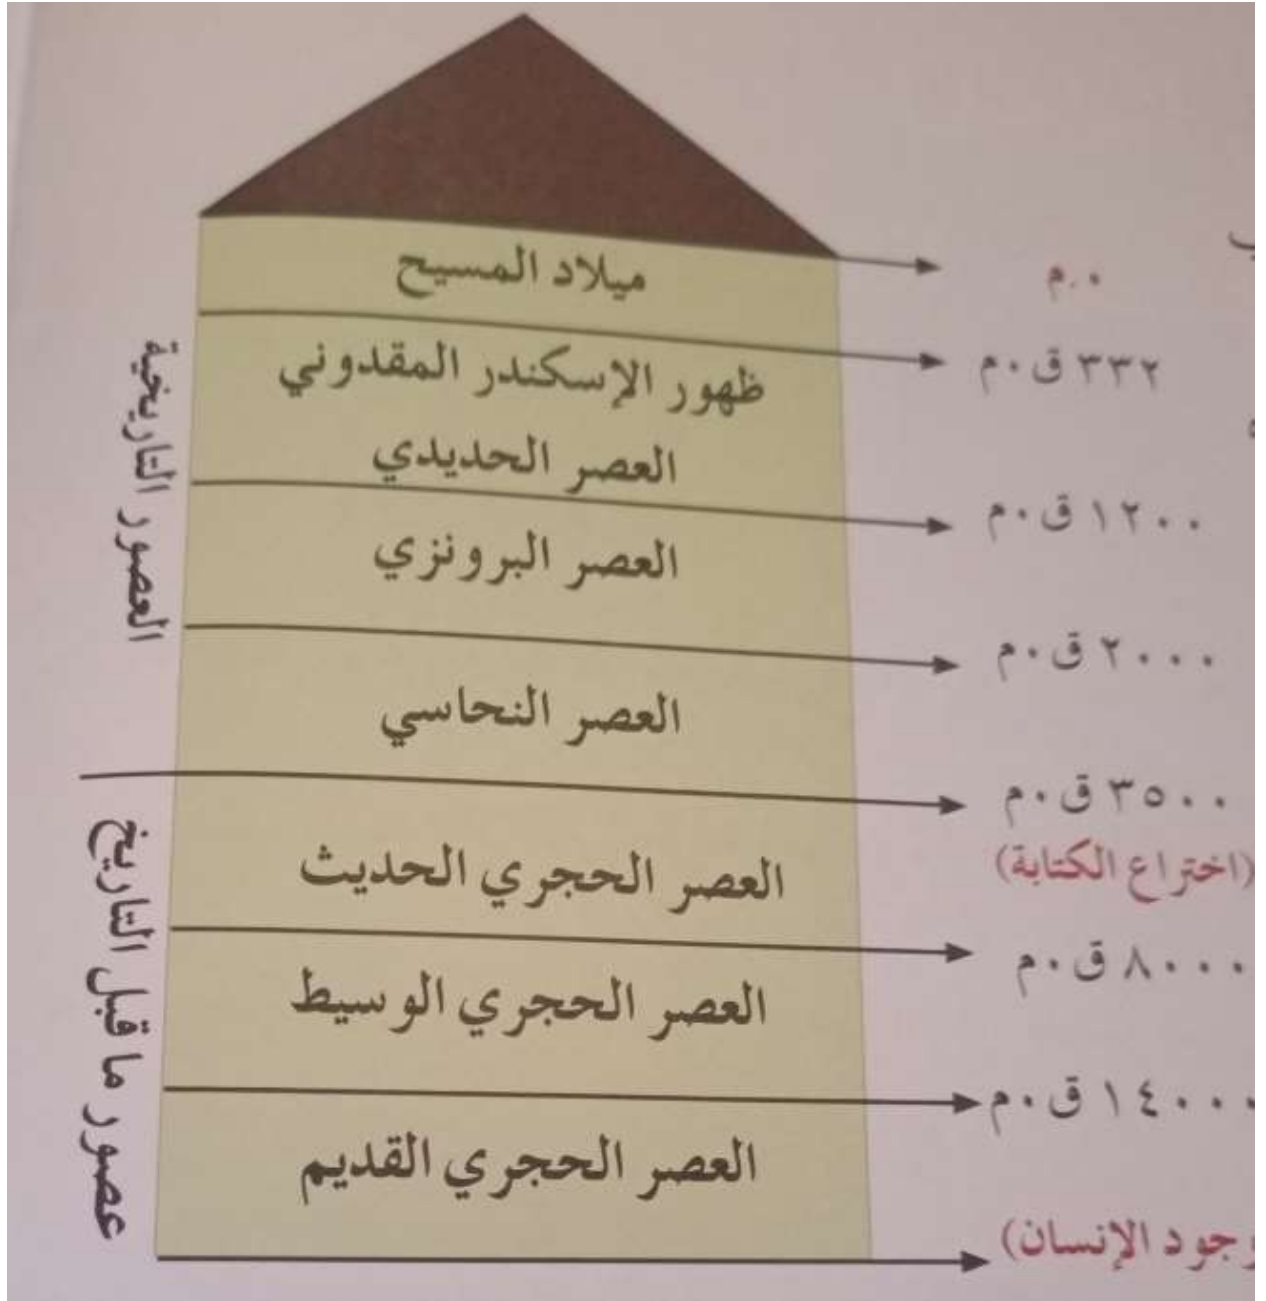 ميلاد المسيح
٠.م
ظهور الإسكندر المقدوني
٣٣٢ ق٠م
العصر الحديدي
١٢٠٠ ق٠م
العصر البرونزي
٢٠٠٠ ق٠م
العصر النحاسي
٣٥٠٠ ق٠م
(اختراع الكتابة)
العصر الحجري الحديث
٨٠٠٠ ق٠م
العصر الحجري الوسيط
١٤٠٠٠ ق٠م
العصر الحجري القديم
وجود الإنسان)
العصور التاريخية
عصور ما قبل التاريخ